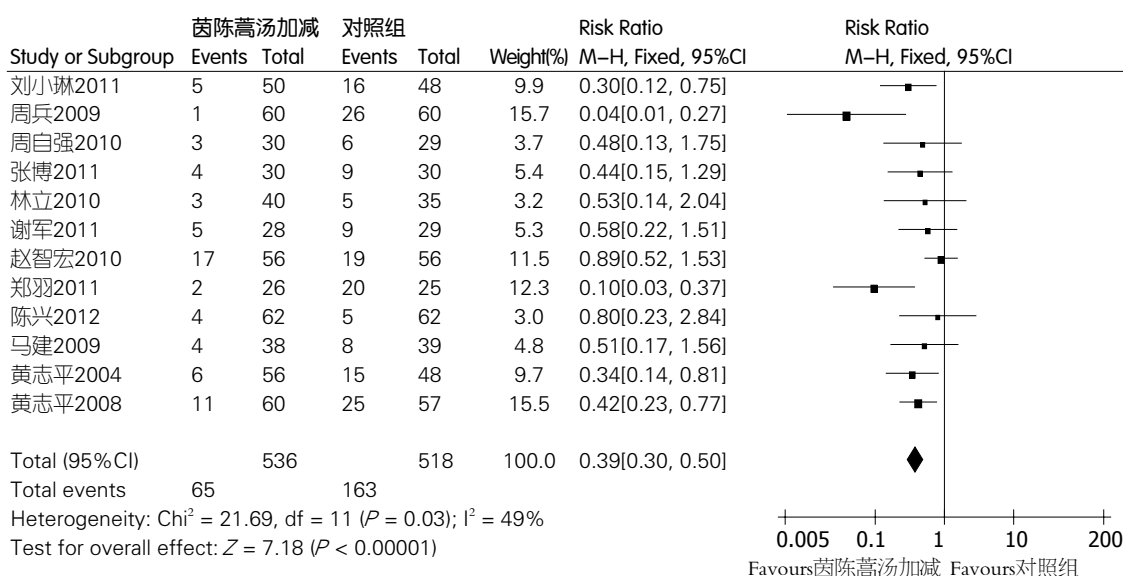 茵陈蒿汤加减 对照组 Risk Ratio Risk Ratio
Study or Subgroup Events Total Events Total Weight(%) M–H, Fixed, 95%CI M–H, Fixed, 95%CI
刘小琳2011 5 50 16 48 9.9 0.30[0.12, 0.75]
周兵2009 1 60 26 60 15.7 0.04[0.01, 0.27]
周自强2010 3 30 6 29 3.7 0.48[0.13, 1.75]
张博2011 4 30 9 30 5.4 0.44[0.15, 1.29]
林立2010 3 40 5 35 3.2 0.53[0.14, 2.04]
谢军2011 5 28 9 29 5.3 0.58[0.22, 1.51]
赵智宏2010 17 56 19 56 11.5 0.89[0.52, 1.53]
郑羽2011 2 26 20 25 12.3 0.10[0.03, 0.37]
陈兴2012 4 62 5 62 3.0 0.80[0.23, 2.84]
马建2009 4 38 8 39 4.8 0.51[0.17, 1.56]
黄志平2004 6 56 15 48 9.7 0.34[0.14, 0.81]
黄志平2008 11 60 25 57 15.5 0.42[0.23, 0.77]
Total (95%CI) 536 518 100.0 0.39[0.30, 0.50]
Total events 65 163
Heterogeneity: Chi² = 21.69, df = 11 (P = 0.03); I² = 49%
Test for overall effect: Z = 7.18 (P < 0.00001)
0.005 0.1 1 10 200
Favours茵陈蒿汤加减 Favours对照组